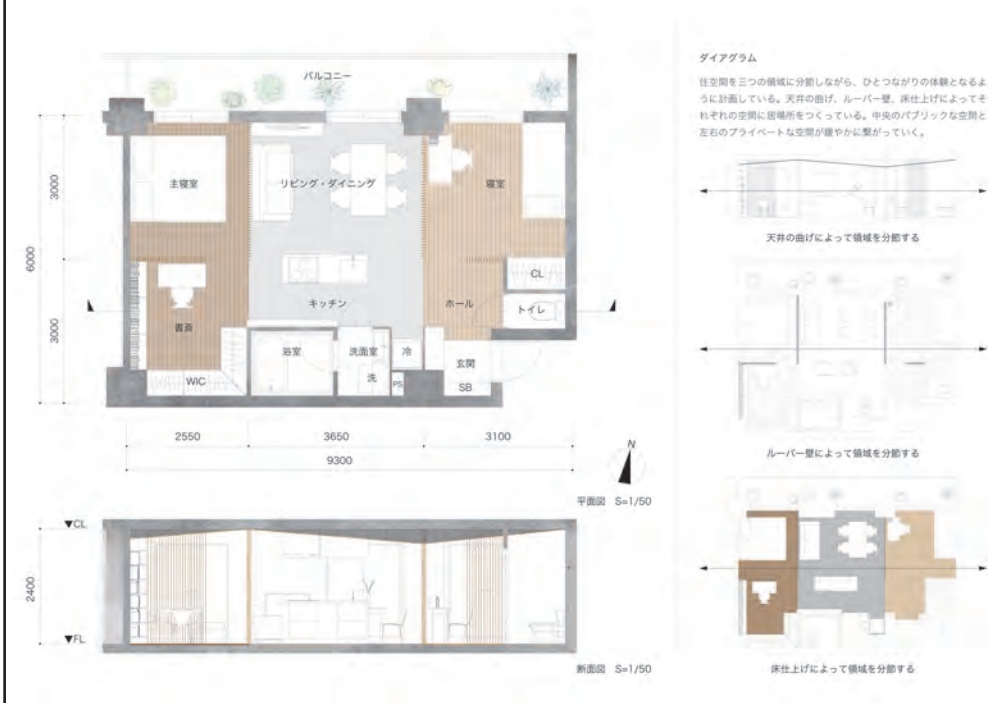 バルコニー
主寝室
リビング・ダイニング
寝室
CL
キッチン
ホール
トイレ
書斎
浴室
洗面室
冷
玄関
WIC
洗
PS
SB
3000
6000
3000
2550
3650
3100
9300
N
平面図 S=1/50
▼CL
2400
▼FL
断面図 S=1/50
ダイアグラム
住空間を三つの領域に分節しながら、ひとつながりの体験となるよ
うに計画している。天井の曲げ、ルーバー壁、床仕上げによってそ
れぞれの空間に居場所をつくっている。中央のパブリックな空間と
左右のプライベートな空間が緩やかに繋がっていく。
天井の曲げによって領域を分節する
ルーバー壁によって領域を分節する
床仕上げによって領域を分節する